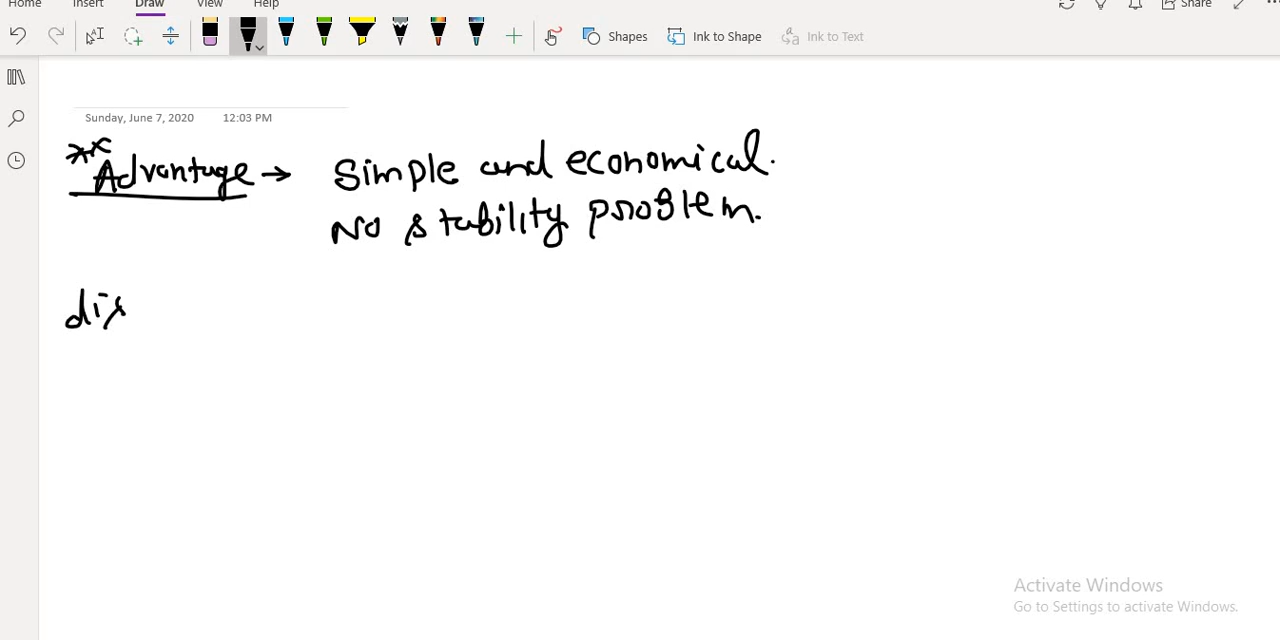 Home Insert Draw View Help Share
Shapes Ink to Shape Ink to Text
Sunday, June 7, 2020 12:03 PM
**Advantage → Simple and economical.
No stability problem.
dis
Activate Windows
Go to Settings to activate Windows.